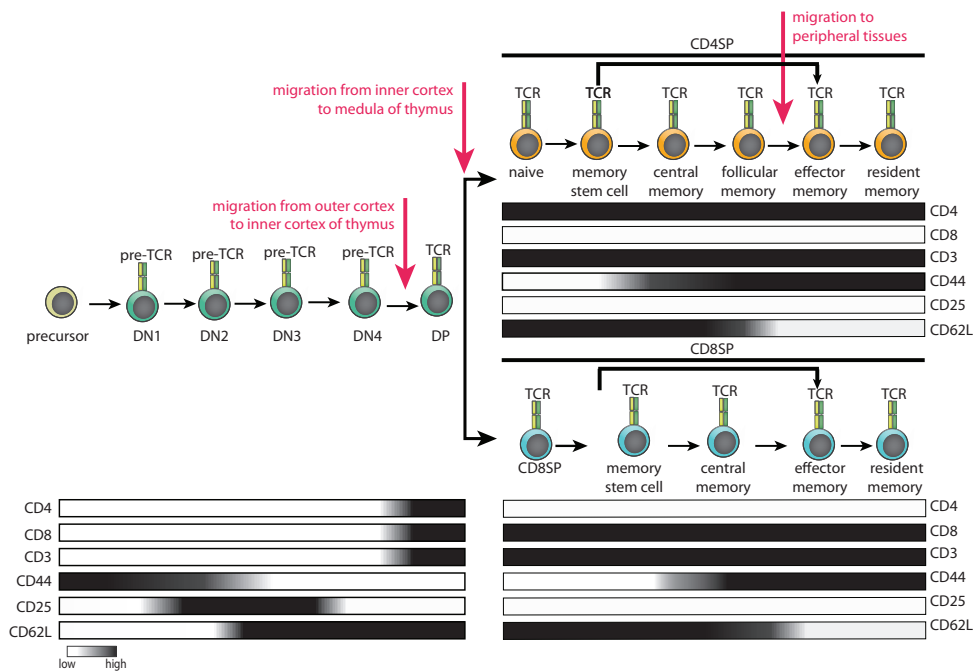 migration to
peripheral tissues
CD4SP
migration from inner cortex
to medula of thymus
TCR TCR TCR TCR TCR TCR
naive memory stem cell central memory follicular memory effector memory resident memory
CD4
CD8
CD3
CD44
CD25
CD62L
migration from outer cortex
to inner cortex of thymus
pre-TCR pre-TCR pre-TCR pre-TCR TCR
precursor DN1 DN2 DN3 DN4 DP
CD8SP
TCR TCR TCR TCR TCR
CD8SP memory stem cell central memory effector memory resident memory
CD4
CD8
CD3
CD44
CD25
CD62L
low high
CD4
CD8
CD3
CD44
CD25
CD62L